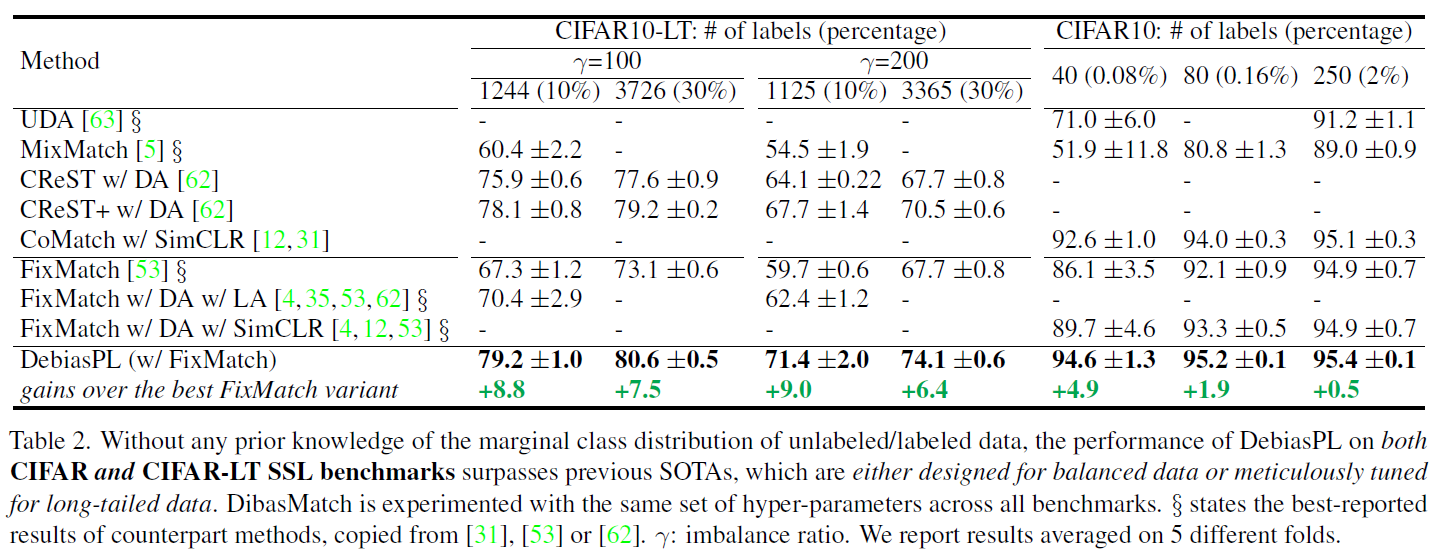 CIFAR10-LT: # of labels (percentage) CIFAR10: # of labels (percentage)
Method γ=100 γ=200 40 (0.08%) 80 (0.16%) 250 (2%)
1244 (10%) 3726 (30%) 1125 (10%) 3365 (30%)
UDA [63] § - - - - 71.0 ±6.0 - 91.2 ±1.1
MixMatch [5] § 60.4 ±2.2 - 54.5 ±1.9 - 51.9 ±11.8 80.8 ±1.3 89.0 ±0.9
CReST w/ DA [62] 75.9 ±0.6 77.6 ±0.9 64.1 ±0.22 67.7 ±0.8 - - -
CReST+ w/ DA [62] 78.1 ±0.8 79.2 ±0.2 67.7 ±1.4 70.5 ±0.6 - - -
CoMatch w/ SimCLR [12, 31] - - - - 92.6 ±1.0 94.0 ±0.3 95.1 ±0.3
FixMatch [53] § 67.3 ±1.2 73.1 ±0.6 59.7 ±0.6 67.7 ±0.8 86.1 ±3.5 92.1 ±0.9 94.9 ±0.7
FixMatch w/ DA w/ LA [4, 35, 53, 62] § 70.4 ±2.9 - 62.4 ±1.2 - - - -
FixMatch w/ DA w/ SimCLR [4, 12, 53] § - - - - 89.7 ±4.6 93.3 ±0.5 94.9 ±0.7
DebiasPL (w/ FixMatch) 79.2 ±1.0 80.6 ±0.5 71.4 ±2.0 74.1 ±0.6 94.6 ±1.3 95.2 ±0.1 95.4 ±0.1
gains over the best FixMatch variant +8.8 +7.5 +9.0 +6.4 +4.9 +1.9 +0.5
Table 2. Without any prior knowledge of the marginal class distribution of unlabeled/labeled data, the performance of DebiasPL on both
CIFAR and CIFAR-LT SSL benchmarks surpasses previous SOTAs, which are either designed for balanced data or meticulously tuned
for long-tailed data. DibasMatch is experimented with the same set of hyper-parameters across all benchmarks. § states the best-reported
results of counterpart methods, copied from [31], [53] or [62]. γ: imbalance ratio. We report results averaged on 5 different folds.